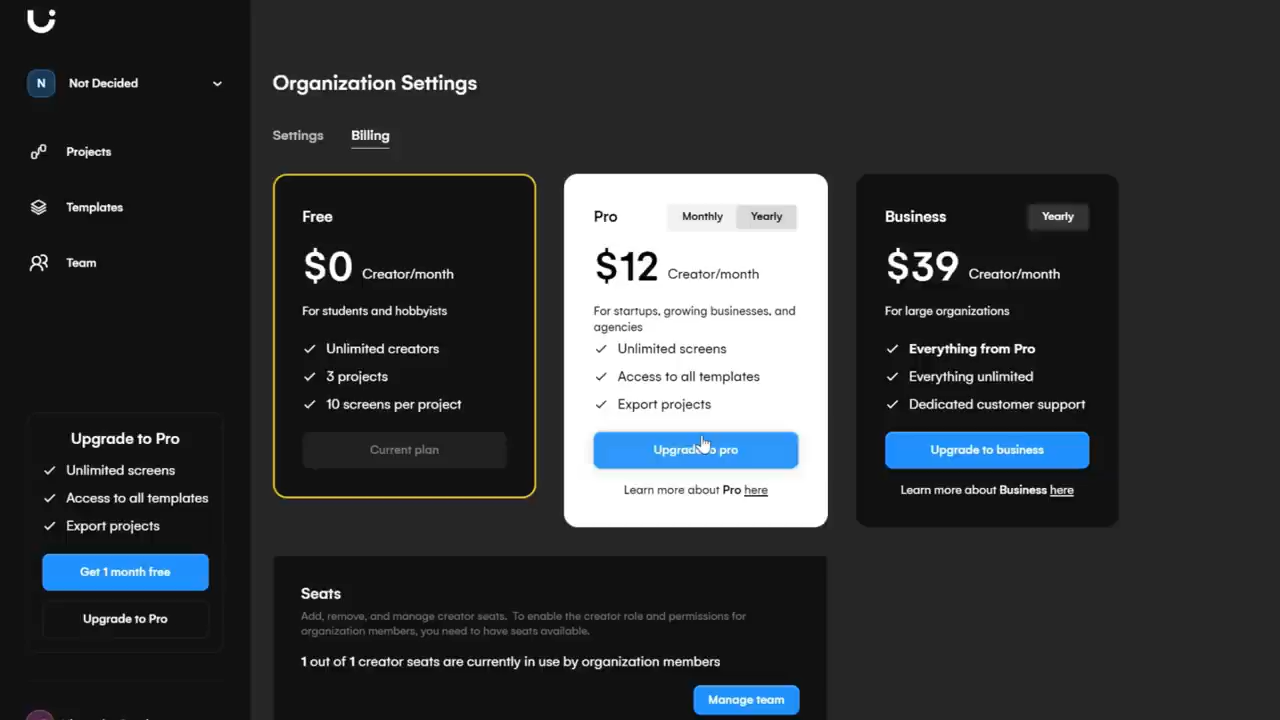 N Not Decided
Projects
Templates
Team
Upgrade to Pro
Unlimited screens
Access to all templates
Export projects
Get 1 month free
Upgrade to Pro
Organization Settings
Settings Billing
Free
$0 Creator/month
For students and hobbyists
Unlimited creators
3 projects
10 screens per project
Current plan
Pro Monthly Yearly
$12 Creator/month
For startups, growing businesses, and
agencies
Unlimited screens
Access to all templates
Export projects
Upgrade to pro
Learn more about Pro here
Business Yearly
$39 Creator/month
For large organizations
Everything from Pro
Everything unlimited
Dedicated customer support
Upgrade to business
Learn more about Business here
Seats
Add, remove, and manage creator seats. To enable the creator role and permissions for
organization members, you need to have seats available.
1 out of 1 creator seats are currently in use by organization members
Manage team